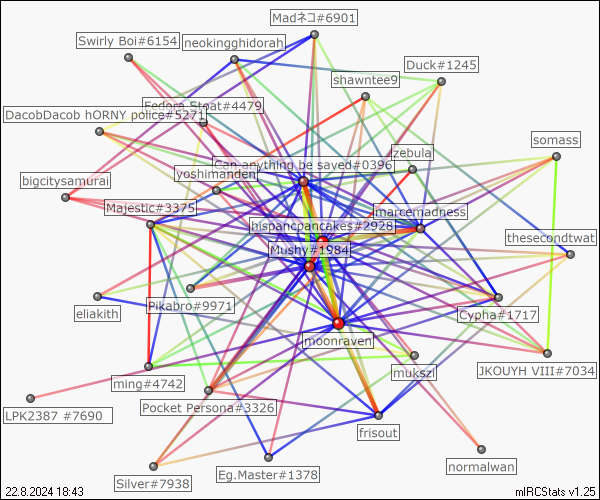 Madネコ#6901
Swirly Boi#6154
neokingghidorah
Duck#1245
shawntee9
Fedora Stoat#4479
DacobDacob hORNY police#5271
somass
zebula
Can anything be saved#0396
yoshimanden
bigcitysamurai
Majestic#3375
marcemadness
hispancpancakes#2928
thesecondtwat
Mushy#1984
Pikabro#9971
eliakith
Cypha#1717
moonraven
mukszi
JKOUYH VIII#7034
ming#4742
Pocket Persona#3326
LPK2387 #7690
frisout
normalwan
Eg.Master#1378
Silver#7938
22.8.2024 18:43
mIRCStats v1.25